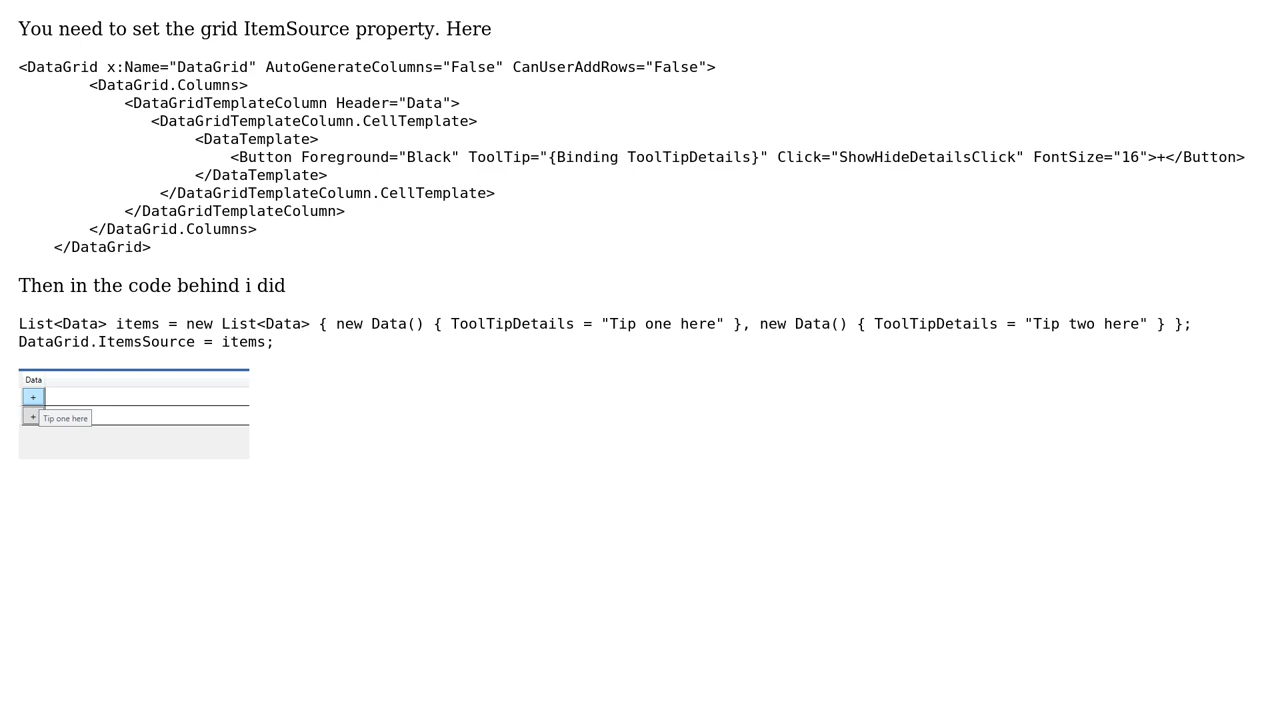 You need to set the grid ItemSource property. Here
<DataGrid x:Name="DataGrid" AutoGenerateColumns="False" CanUserAddRows="False">
        <DataGrid.Columns>
            <DataGridTemplateColumn Header="Data">
               <DataGridTemplateColumn.CellTemplate>
                    <DataTemplate>
                        <Button Foreground="Black" ToolTip="{Binding ToolTipDetails}" Click="ShowHideDetailsClick" FontSize="16">+</Button>
                    </DataTemplate>
                </DataGridTemplateColumn.CellTemplate>
            </DataGridTemplateColumn>
        </DataGrid.Columns>
    </DataGrid>
Then in the code behind i did
List<Data> items = new List<Data> { new Data() { ToolTipDetails = "Tip one here" }, new Data() { ToolTipDetails = "Tip two here" } };
DataGrid.ItemsSource = items;
Data
+
+ Tip one here